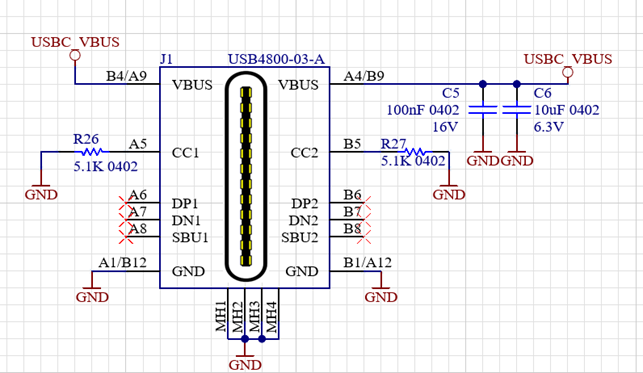 USBC_VBUS
J1
USB4800-03-A
USBC_VBUS
B4/A9
VBUS
VBUS
A4/B9
C5
100nF 0402
16V
C6
10uF 0402
6.3V
GND
GND
R26
5.1K 0402
A5
CC1
CC2
B5
R27
5.1K 0402
GND
GND
A6
DP1
DP2
B6
A7
DN1
DN2
B7
A8
SBU1
SBU2
B8
A1/B12
GND
GND
B1/A12
GND
GND
MH1
MH2
MH3
MH4
GND